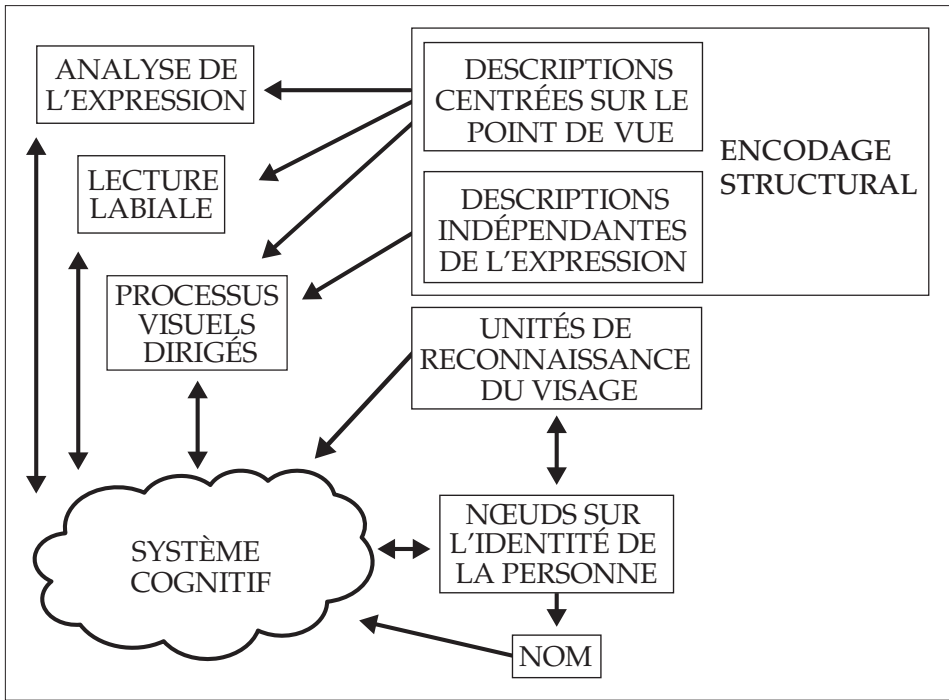 ANALYSE DE
L'EXPRESSION
DESCRIPTIONS
CENTRÉES SUR LE
POINT DE VUE
ENCODAGE
STRUCTURAL
LECTURE
LABIALE
DESCRIPTIONS
INDÉPENDANTES
DE L'EXPRESSION
PROCESSUS
VISUELS
DIRIGÉS
UNITÉS DE
RECONNAISSANCE
DU VISAGE
SYSTÈME
COGNITIF
NŒUDS SUR
L'IDENTITÉ DE
LA PERSONNE
NOM